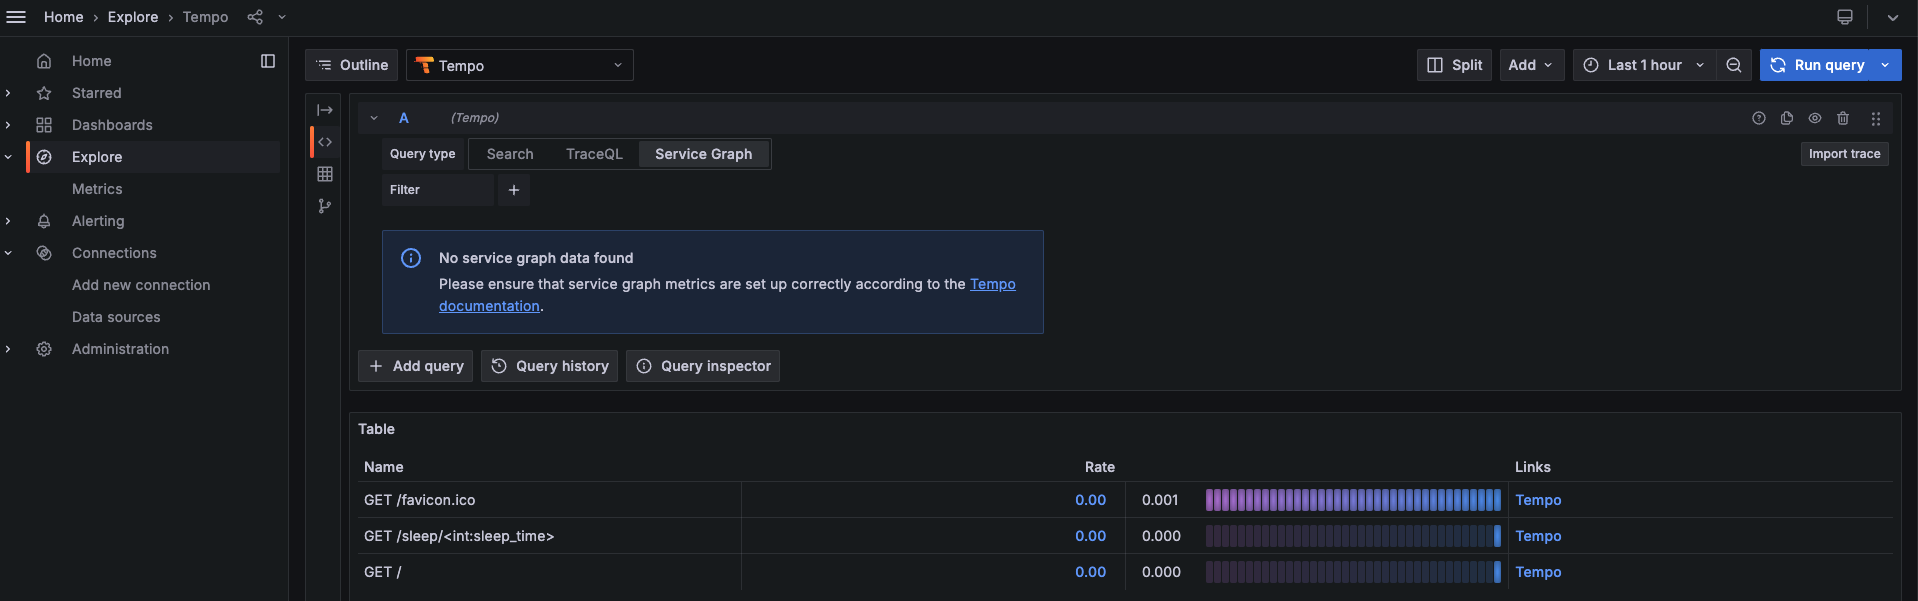 Home › Explore › Tempo
Home
Starred
Dashboards
Explore
Metrics
Alerting
Connections
Add new connection
Data sources
Administration
Outline
Tempo
Split
Add
Last 1 hour
Run query
A (Tempo)
Query type Search TraceQL Service Graph
Import trace
Filter +
No service graph data found
Please ensure that service graph metrics are set up correctly according to the Tempo
documentation.
+ Add query Query history Query inspector
Table
Name Rate Links
GET /favicon.ico 0.00 0.001 Tempo
GET /sleep/<int:sleep_time> 0.00 0.000 Tempo
GET / 0.00 0.000 Tempo